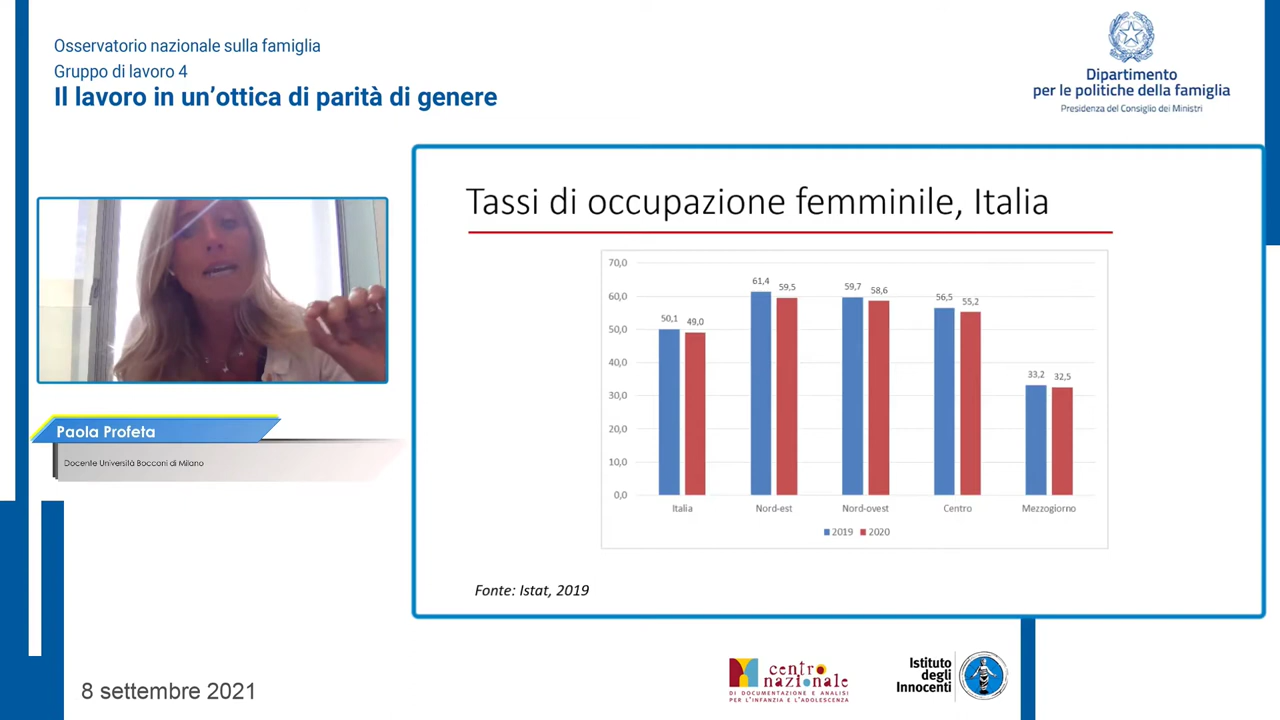 Osservatorio nazionale sulla famiglia
Gruppo di lavoro 4
Il lavoro in un'ottica di parità di genere
Dipartimento
per le politiche della famiglia
Presidenza del Consiglio dei Ministri
Tassi di occupazione femminile, Italia
70,0
60,0
50,0
40,0
30,0
20,0
10,0
0,0
50,1 49,0
61,4 59,5
59,7 58,6
56,5 55,2
33,2 32,5
Italia Nord-est Nord-ovest Centro Mezzogiorno
2019 2020
Fonte: Istat, 2019
Paola Profeta
Docente Università Bocconi di Milano
8 settembre 2021
centro
nazionale
DI DOCUMENTAZIONE E ANALISI
PER L'INFANZIA E L'ADOLESCENZA
Istituto
degli
Innocenti